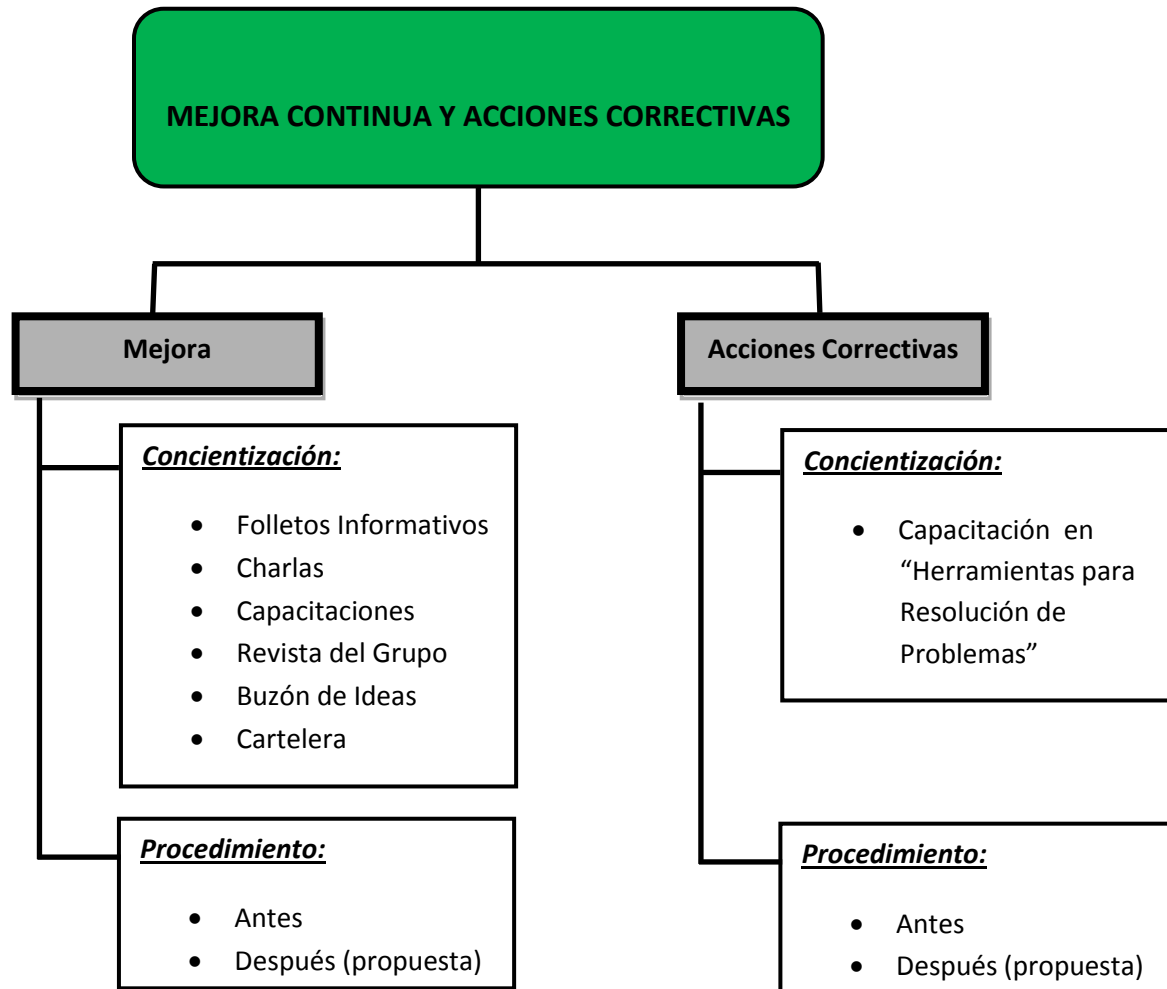 MEJORA CONTINUA Y ACCIONES CORRECTIVAS
Mejora
Concientización:
• Folletos Informativos
• Charlas
• Capacitaciones
• Revista del Grupo
• Buzón de Ideas
• Cartelera
Procedimiento:
• Antes
• Después (propuesta)
Acciones Correctivas
Concientización:
• Capacitación en
“Herramientas para
Resolución de
Problemas”
Procedimiento:
• Antes
• Después (propuesta)